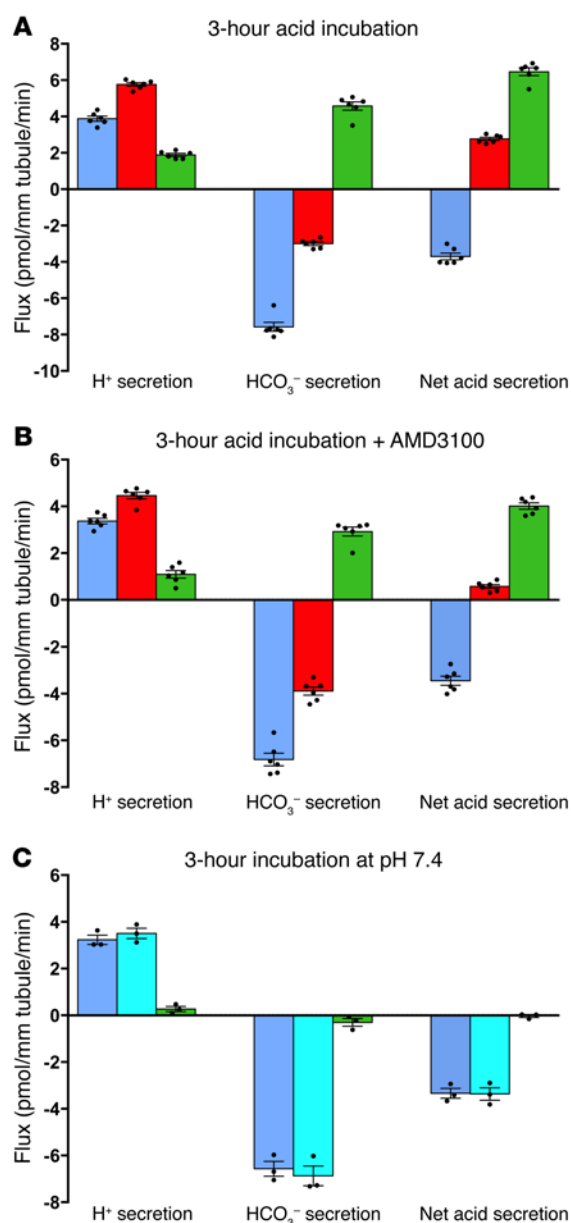 A
3-hour acid incubation
Flux (pmol/mm tubule/min)
8
6
4
2
0
-2
-4
-6
-8
-10
H⁺ secretion HCO₃⁻ secretion Net acid secretion
B
3-hour acid incubation + AMD3100
Flux (pmol/mm tubule/min)
6
4
2
0
-2
-4
-6
-8
H⁺ secretion HCO₃⁻ secretion Net acid secretion
C
3-hour incubation at pH 7.4
Flux (pmol/mm tubule/min)
6
4
2
0
-2
-4
-6
-8
H⁺ secretion HCO₃⁻ secretion Net acid secretion